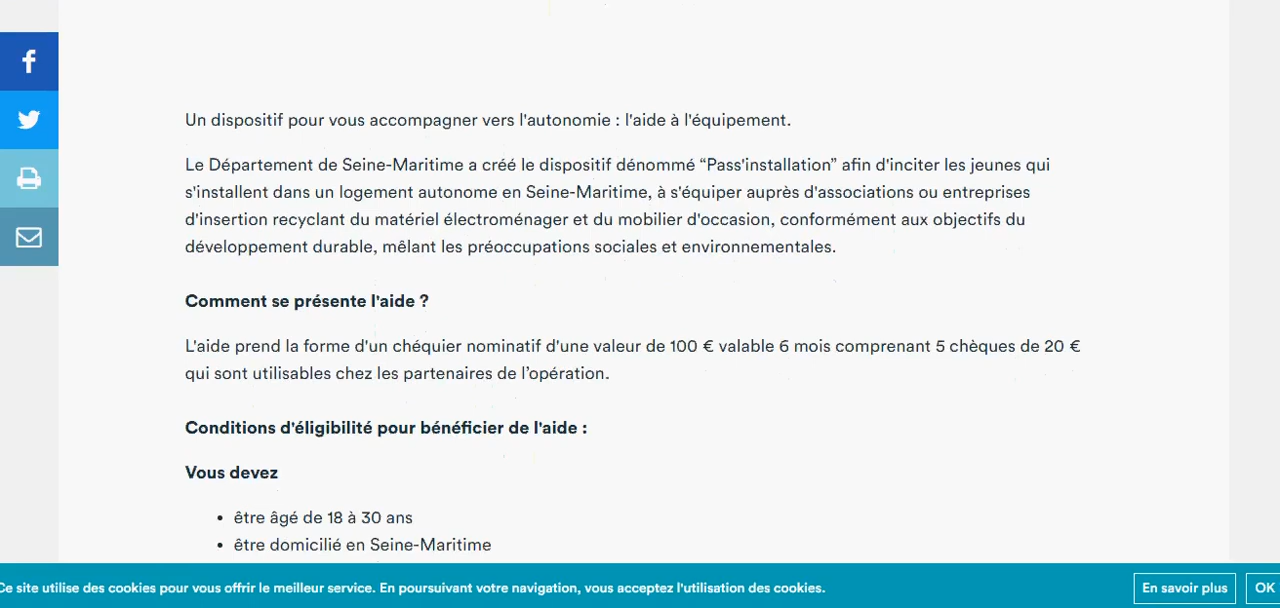 Un dispositif pour vous accompagner vers l'autonomie : l'aide à l'équipement.
Le Département de Seine-Maritime a créé le dispositif dénommé “Pass'installation” afin d'inciter les jeunes qui
s'installent dans un logement autonome en Seine-Maritime, à s'équiper auprès d'associations ou entreprises
d'insertion recyclant du matériel électroménager et du mobilier d'occasion, conformément aux objectifs du
développement durable, mêlant les préoccupations sociales et environnementales.
Comment se présente l'aide ?
L'aide prend la forme d'un chéquier nominatif d'une valeur de 100 € valable 6 mois comprenant 5 chèques de 20 €
qui sont utilisables chez les partenaires de l’opération.
Conditions d'éligibilité pour bénéficier de l'aide :
Vous devez
• être âgé de 18 à 30 ans
• être domicilié en Seine-Maritime
Ce site utilise des cookies pour vous offrir le meilleur service. En poursuivant votre navigation, vous acceptez l'utilisation des cookies.
En savoir plus
OK